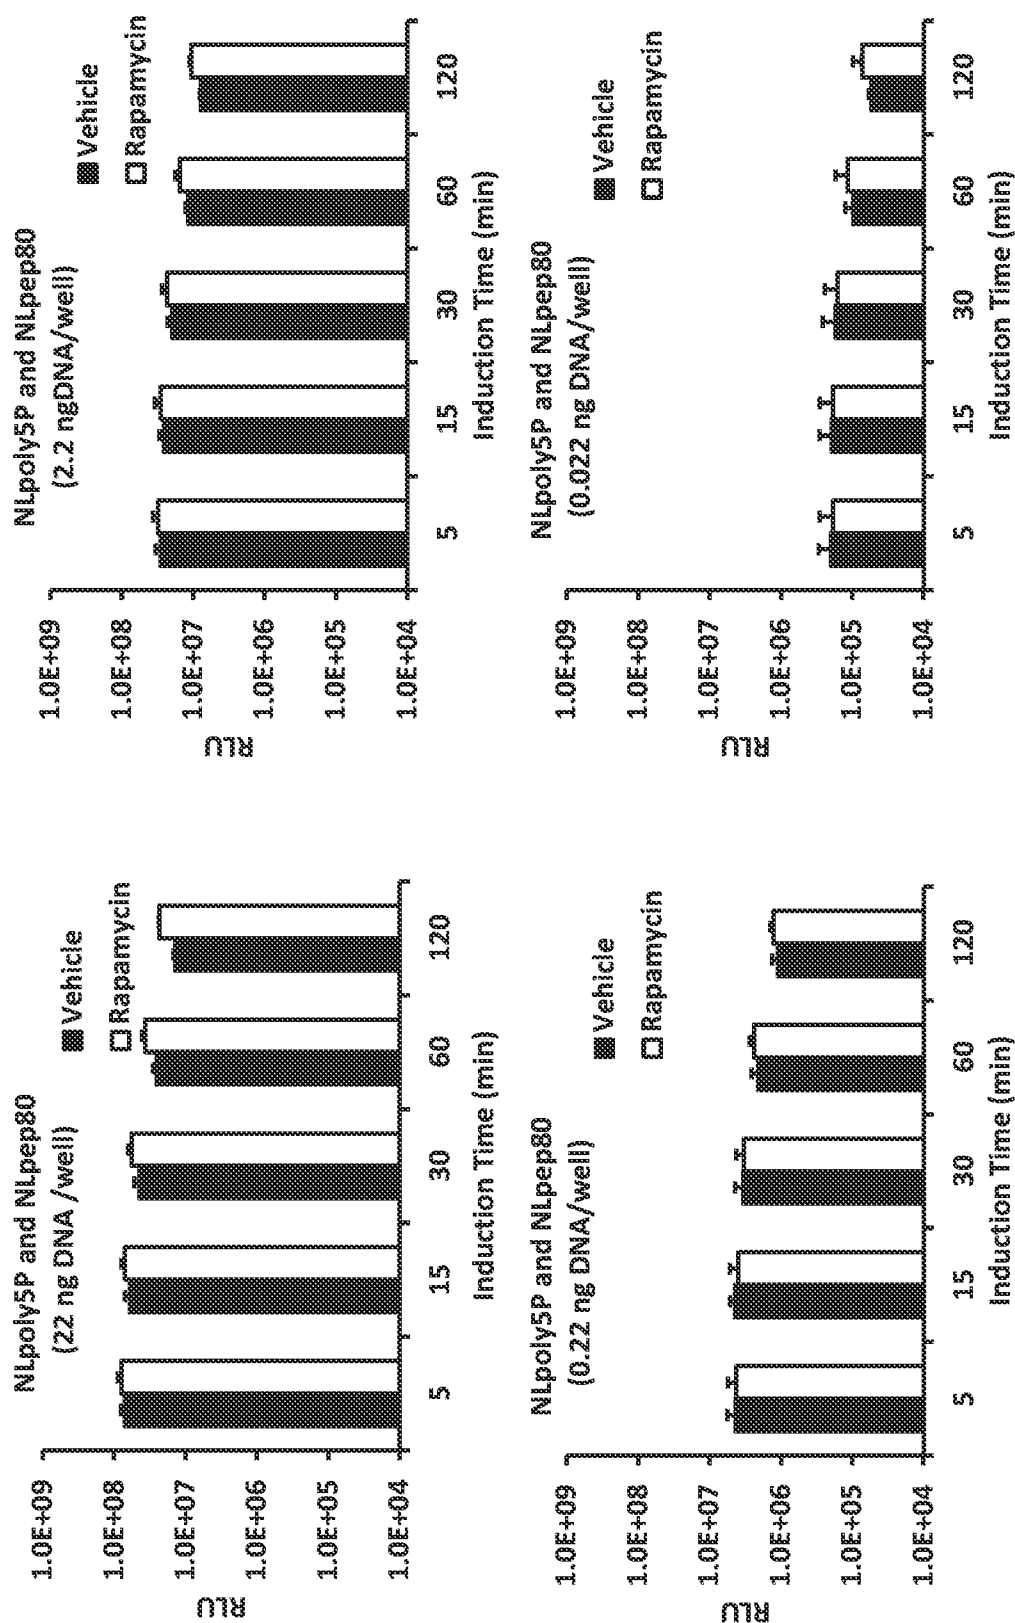 NLpoly5P and NLpep80
(22 ng DNA /well)
Vehicle
Rapamycin
1.0E+09
1.0E+08
1.0E+07
1.0E+06
1.0E+05
1.0E+04
RLU
5 15 30 60 120
Induction Time (min)
NLpoly5P and NLpep80
(2.2 ngDNA/well)
Vehicle
Rapamycin
1.0E+09
1.0E+08
1.0E+07
1.0E+06
1.0E+05
1.0E+04
RLU
5 15 30 60 120
Induction Time (min)
NLpoly5P and NLpep80
(0.22 ng DNA/well)
Vehicle
Rapamycin
1.0E+09
1.0E+08
1.0E+07
1.0E+06
1.0E+05
1.0E+04
RLU
5 15 30 60 120
Induction Time (min)
NLpoly5P and NLpep80
(0.022 ng DNA/well)
Vehicle
Rapamycin
1.0E+09
1.0E+08
1.0E+07
1.0E+06
1.0E+05
1.0E+04
RLU
5 15 30 60 120
Induction Time (min)